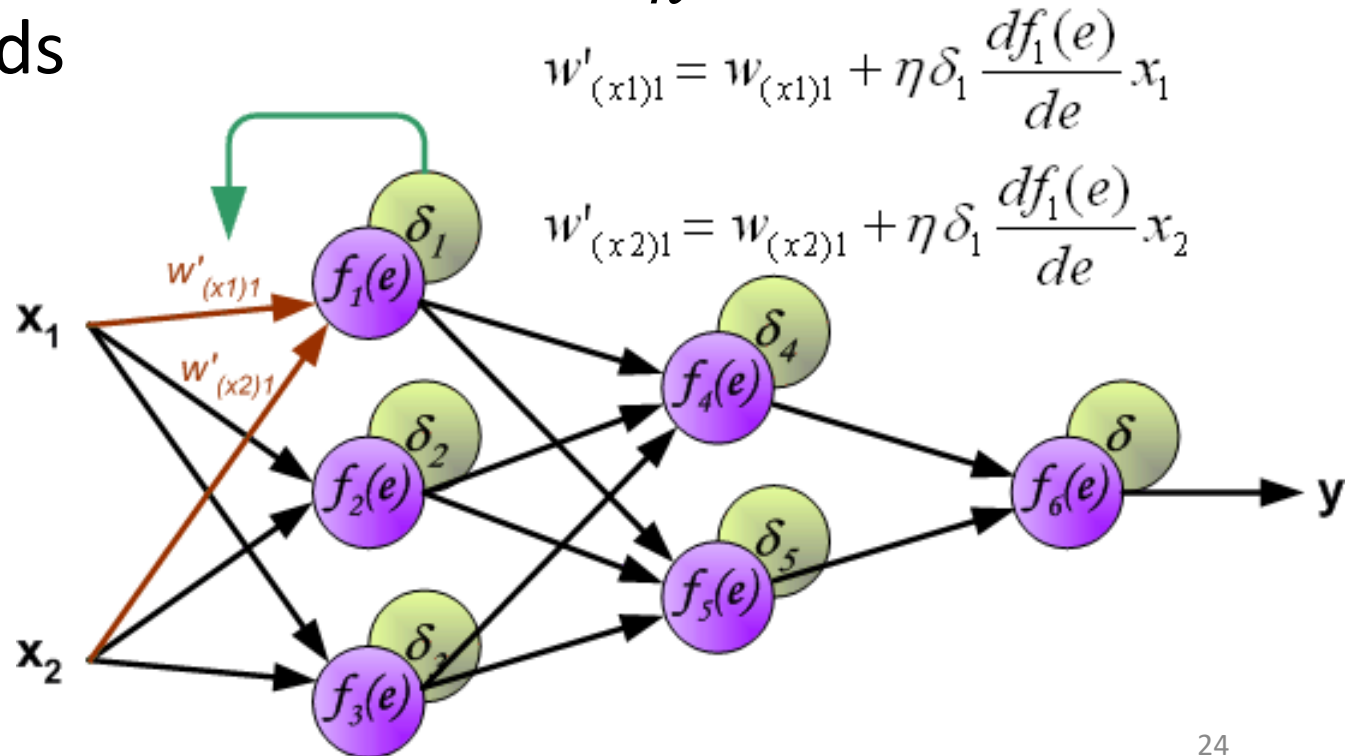 ds
w'(x1)1 = w(x1)1 + ηδ1 df1(e)/de x1
w'(x2)1 = w(x2)1 + ηδ1 df1(e)/de x2
δ1
f1(e)
w'(x1)1
x1
w'(x2)1
δ4
f4(e)
δ2
f2(e)
δ
f6(e)
y
δ5
f5(e)
x2
δ3
f3(e)
24